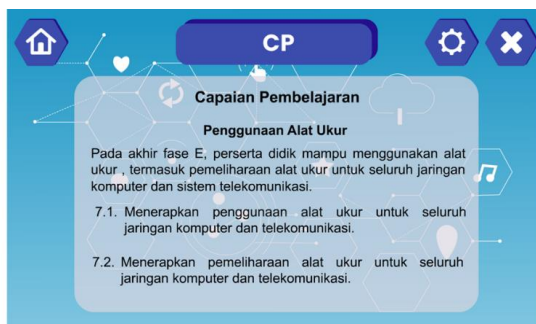 CP
Capaian Pembelajaran
Penggunaan Alat Ukur
Pada akhir fase E, perserta didik mampu menggunakan alat
ukur , termasuk pemeliharaan alat ukur untuk seluruh jaringan
komputer dan sistem telekomunikasi.
7.1. Menerapkan penggunaan alat ukur untuk seluruh
jaringan komputer dan telekomunikasi.
7.2. Menerapkan pemeliharaan alat ukur untuk seluruh
jaringan komputer dan telekomunikasi.